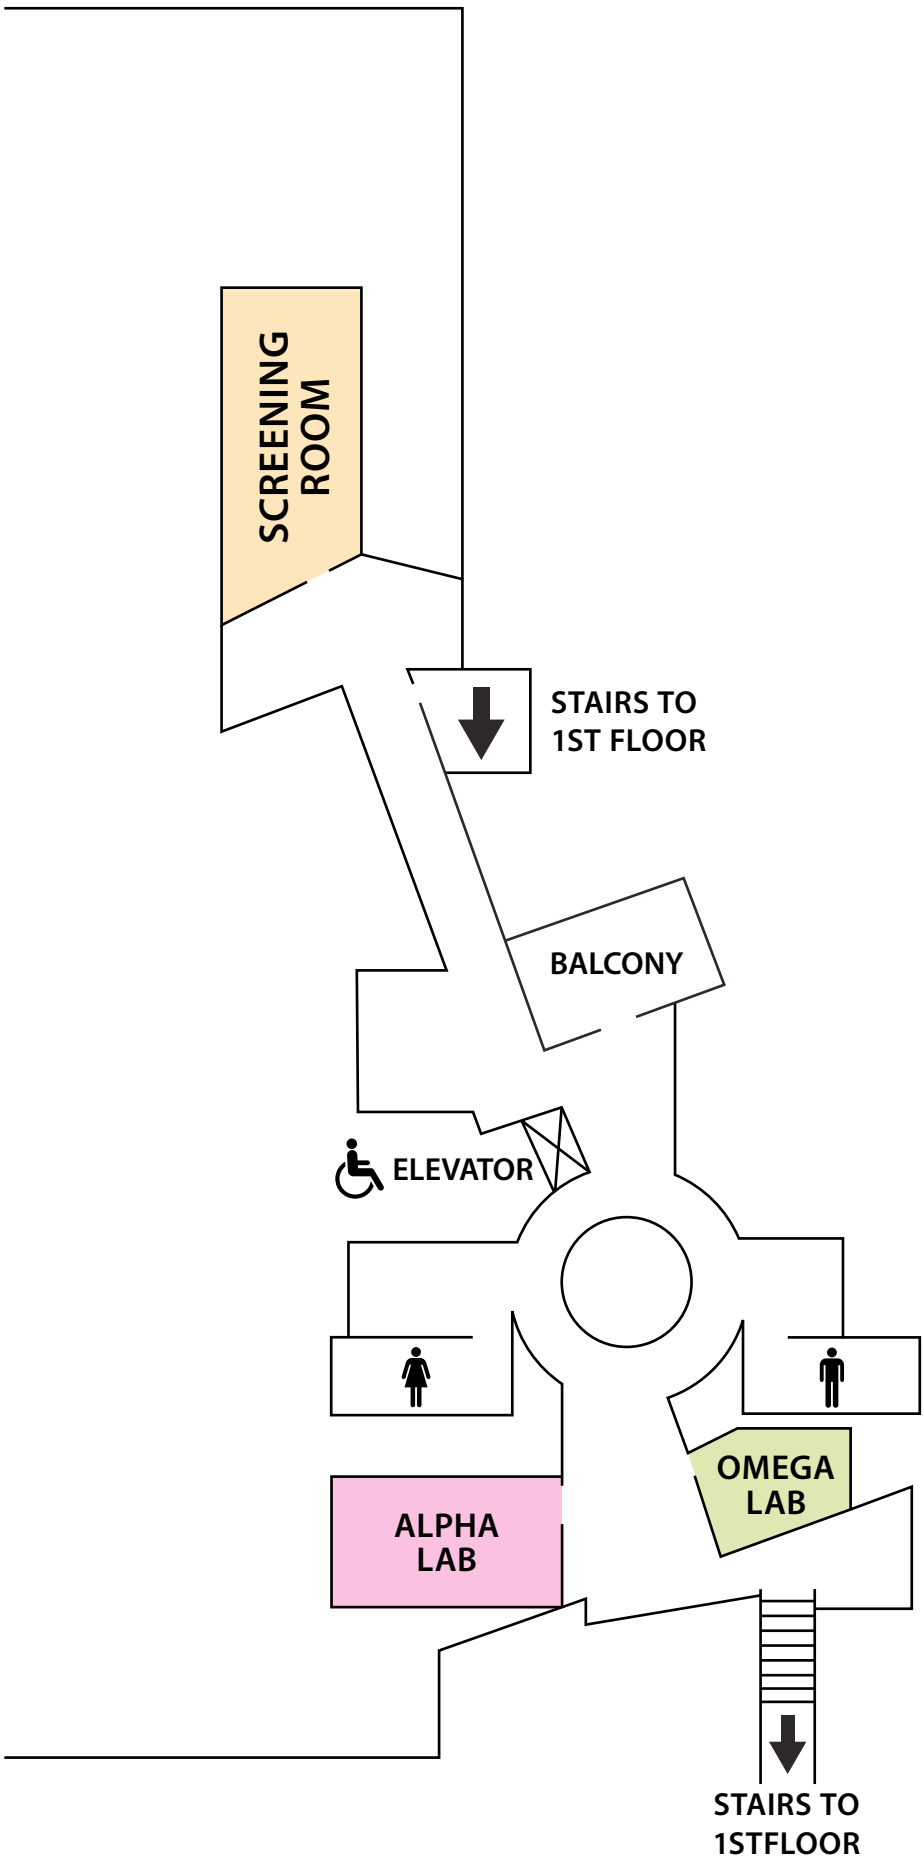 SCREENING
ROOM
STAIRS TO
1ST FLOOR
BALCONY
ELEVATOR
OMEGA
LAB
ALPHA
LAB
STAIRS TO
1STFLOOR